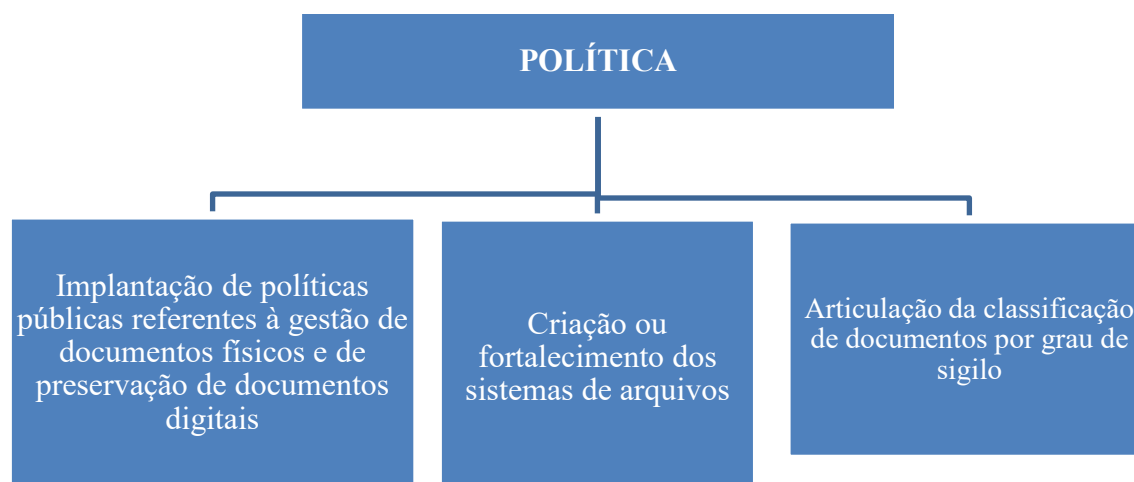 POLÍTICA
Implantação de políticas
públicas referentes à gestão de
documentos físicos e de
preservação de documentos
digitais
Criação ou
fortalecimento dos
sistemas de arquivos
Articulação da classificação
de documentos por grau de
sigilo